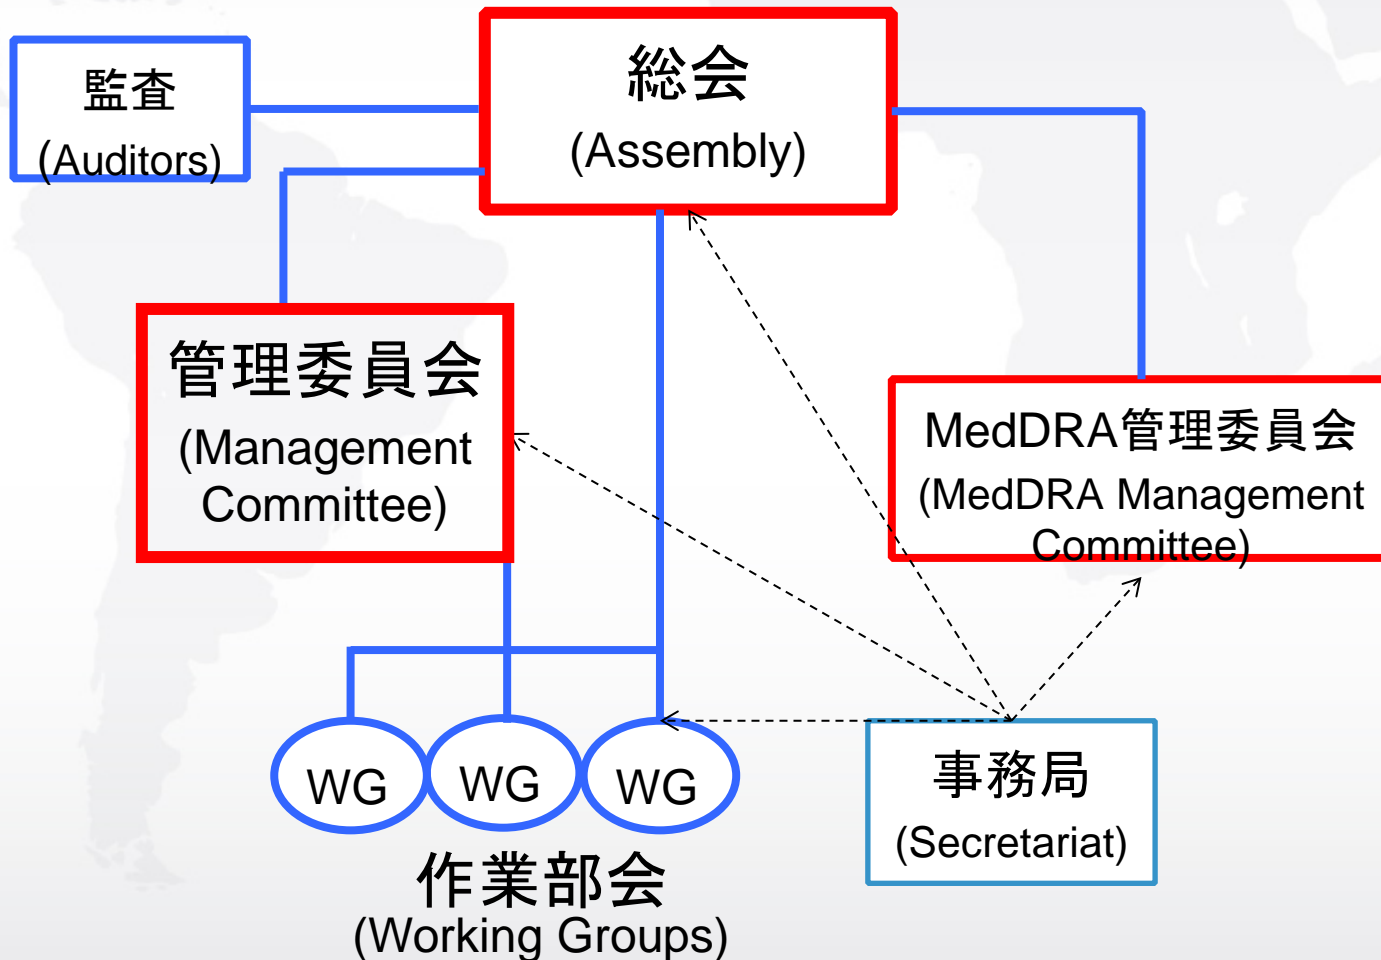 監査
(Auditors)
総会
(Assembly)
管理委員会
(Management
Committee)
MedDRA管理委員会
(MedDRA Management
Committee)
WG
WG
WG
作業部会
(Working Groups)
事務局
(Secretariat)